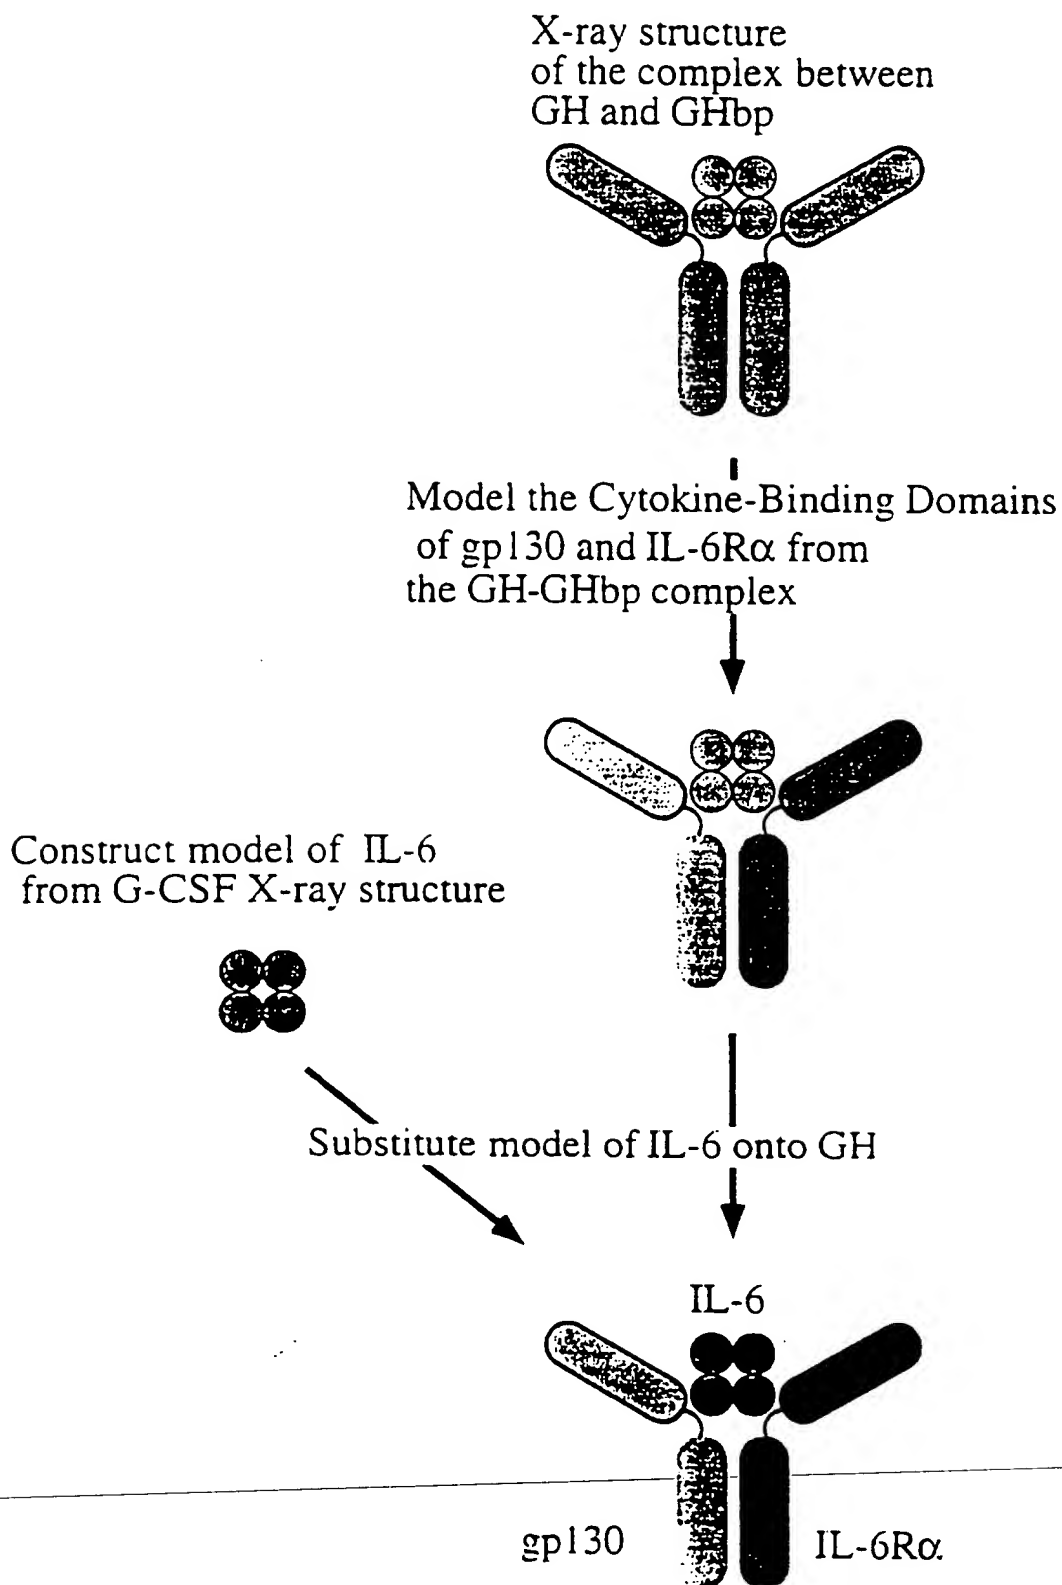 X-ray structure
of the complex between
GH and GHbp
Model the Cytokine-Binding Domains
of gp130 and IL-6Rα from
the GH-GHbp complex
Construct model of IL-6
from G-CSF X-ray structure
Substitute model of IL-6 onto GH
IL-6
gp130
IL-6Rα